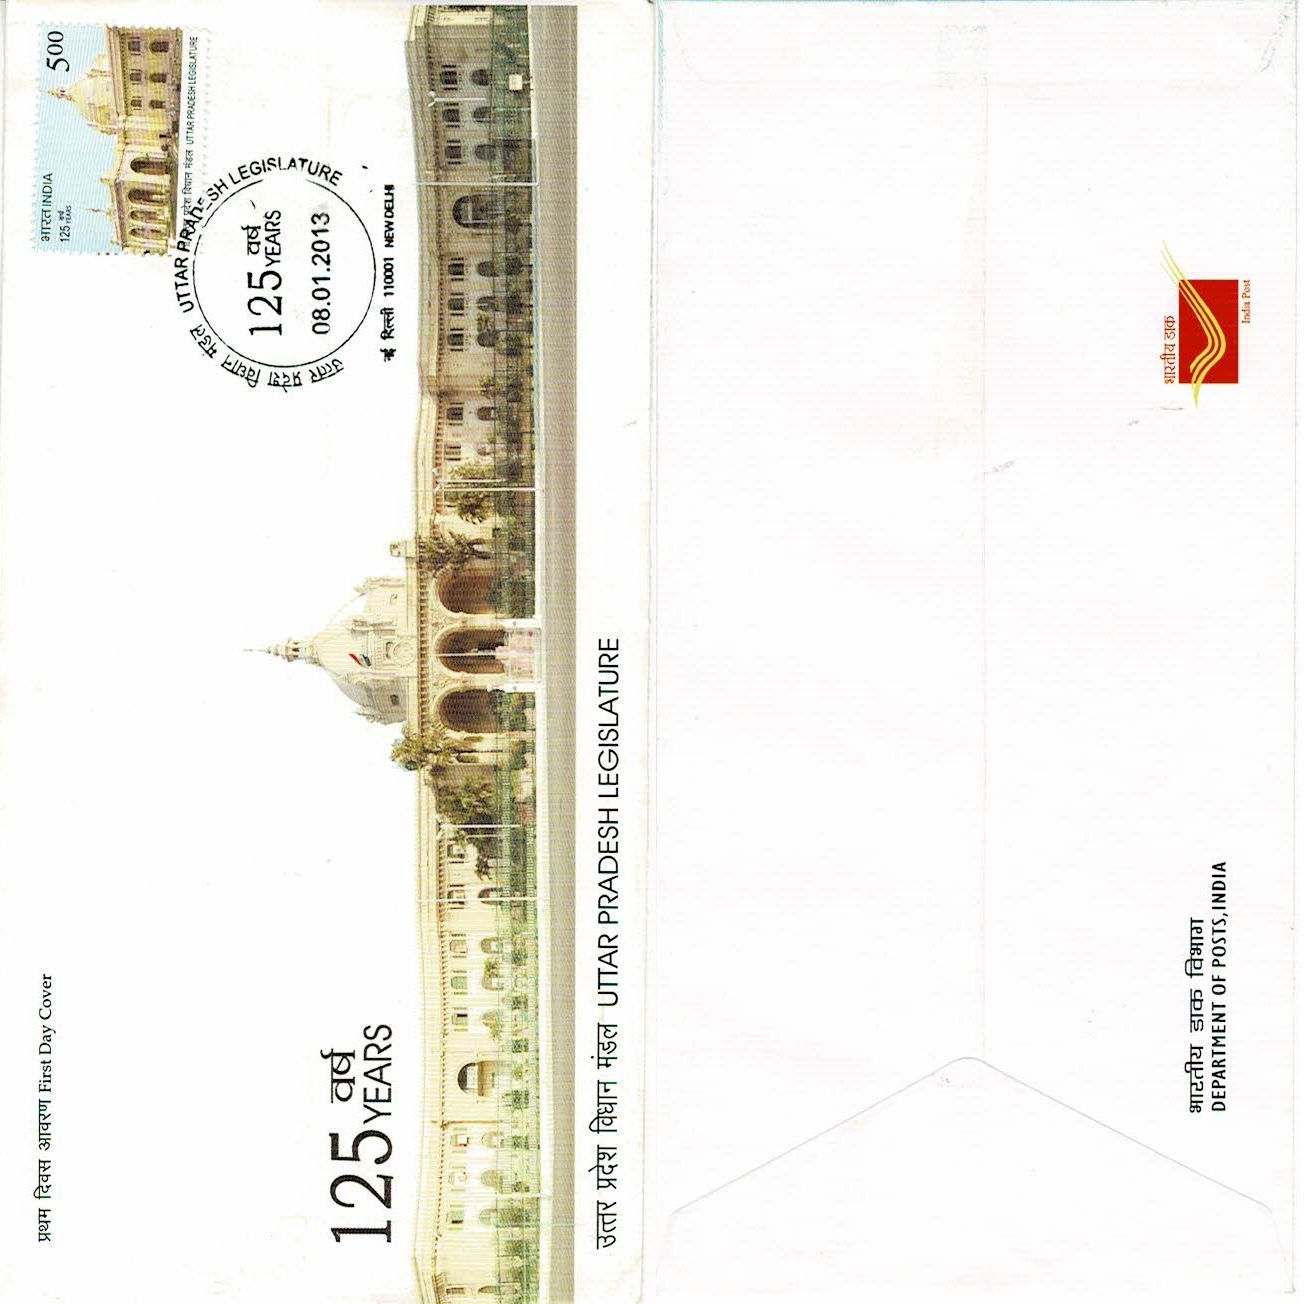 प्रथम दिवस आवरण First Day Cover
भारत INDIA
125 वर्ष YEARS
500
उत्तर प्रदेश विधान मंडल UTTAR PRADESH LEGISLATURE
उत्तर प्रदेश विधान मंडल UTTAR PRADESH LEGISLATURE
125 वर्ष YEARS
08.01.2013
नई दिल्ली 110001 NEW DELHI
125 वर्ष YEARS
उत्तर प्रदेश विधान मंडल UTTAR PRADESH LEGISLATURE
भारतीय डाक विभाग
DEPARTMENT OF POSTS, INDIA
भारतीय डाक
India Post